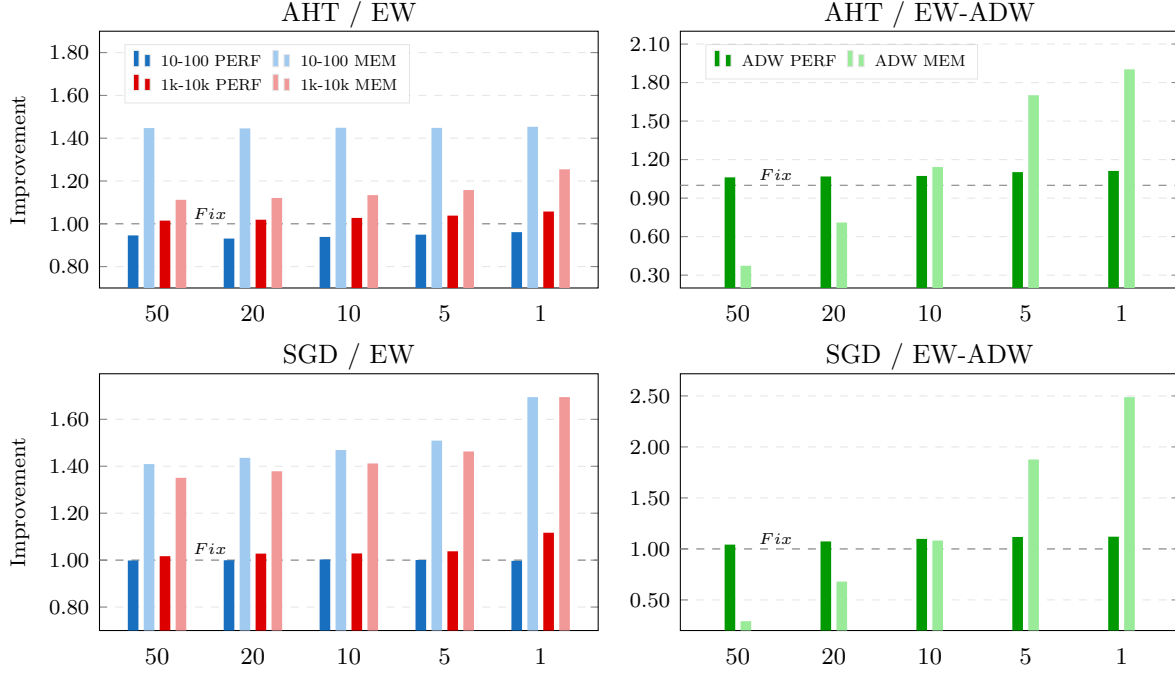 AHT / EW
1.80
1.60
1.40
1.20
1.00
0.80
Improvement
10-100 PERF 10-100 MEM
1k-10k PERF 1k-10k MEM
Fix
50 20 10 5 1
AHT / EW-ADW
2.10
1.80
1.50
1.20
0.90
0.60
0.30
ADW PERF ADW MEM
Fix
50 20 10 5 1
SGD / EW
1.60
1.40
1.20
1.00
0.80
Improvement
Fix
50 20 10 5 1
SGD / EW-ADW
2.50
2.00
1.50
1.00
0.50
Fix
50 20 10 5 1